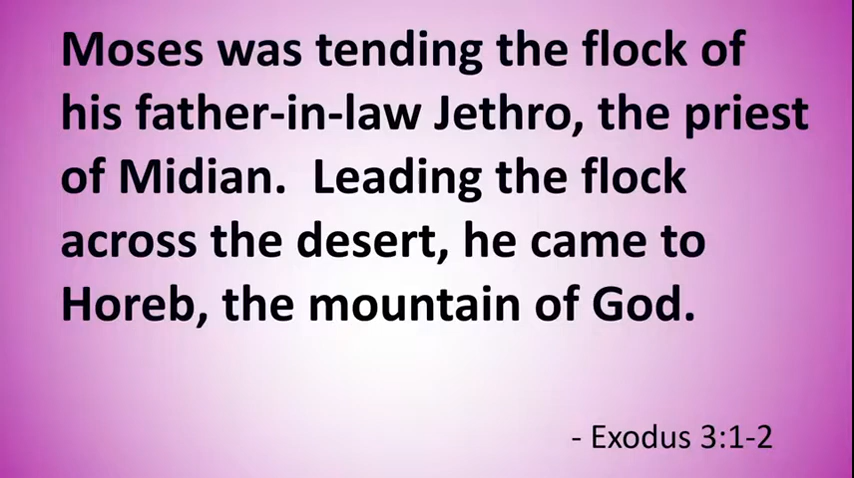 Moses was tending the flock of
his father-in-law Jethro, the priest
of Midian.  Leading the flock
across the desert, he came to
Horeb, the mountain of God.
- Exodus 3:1-2